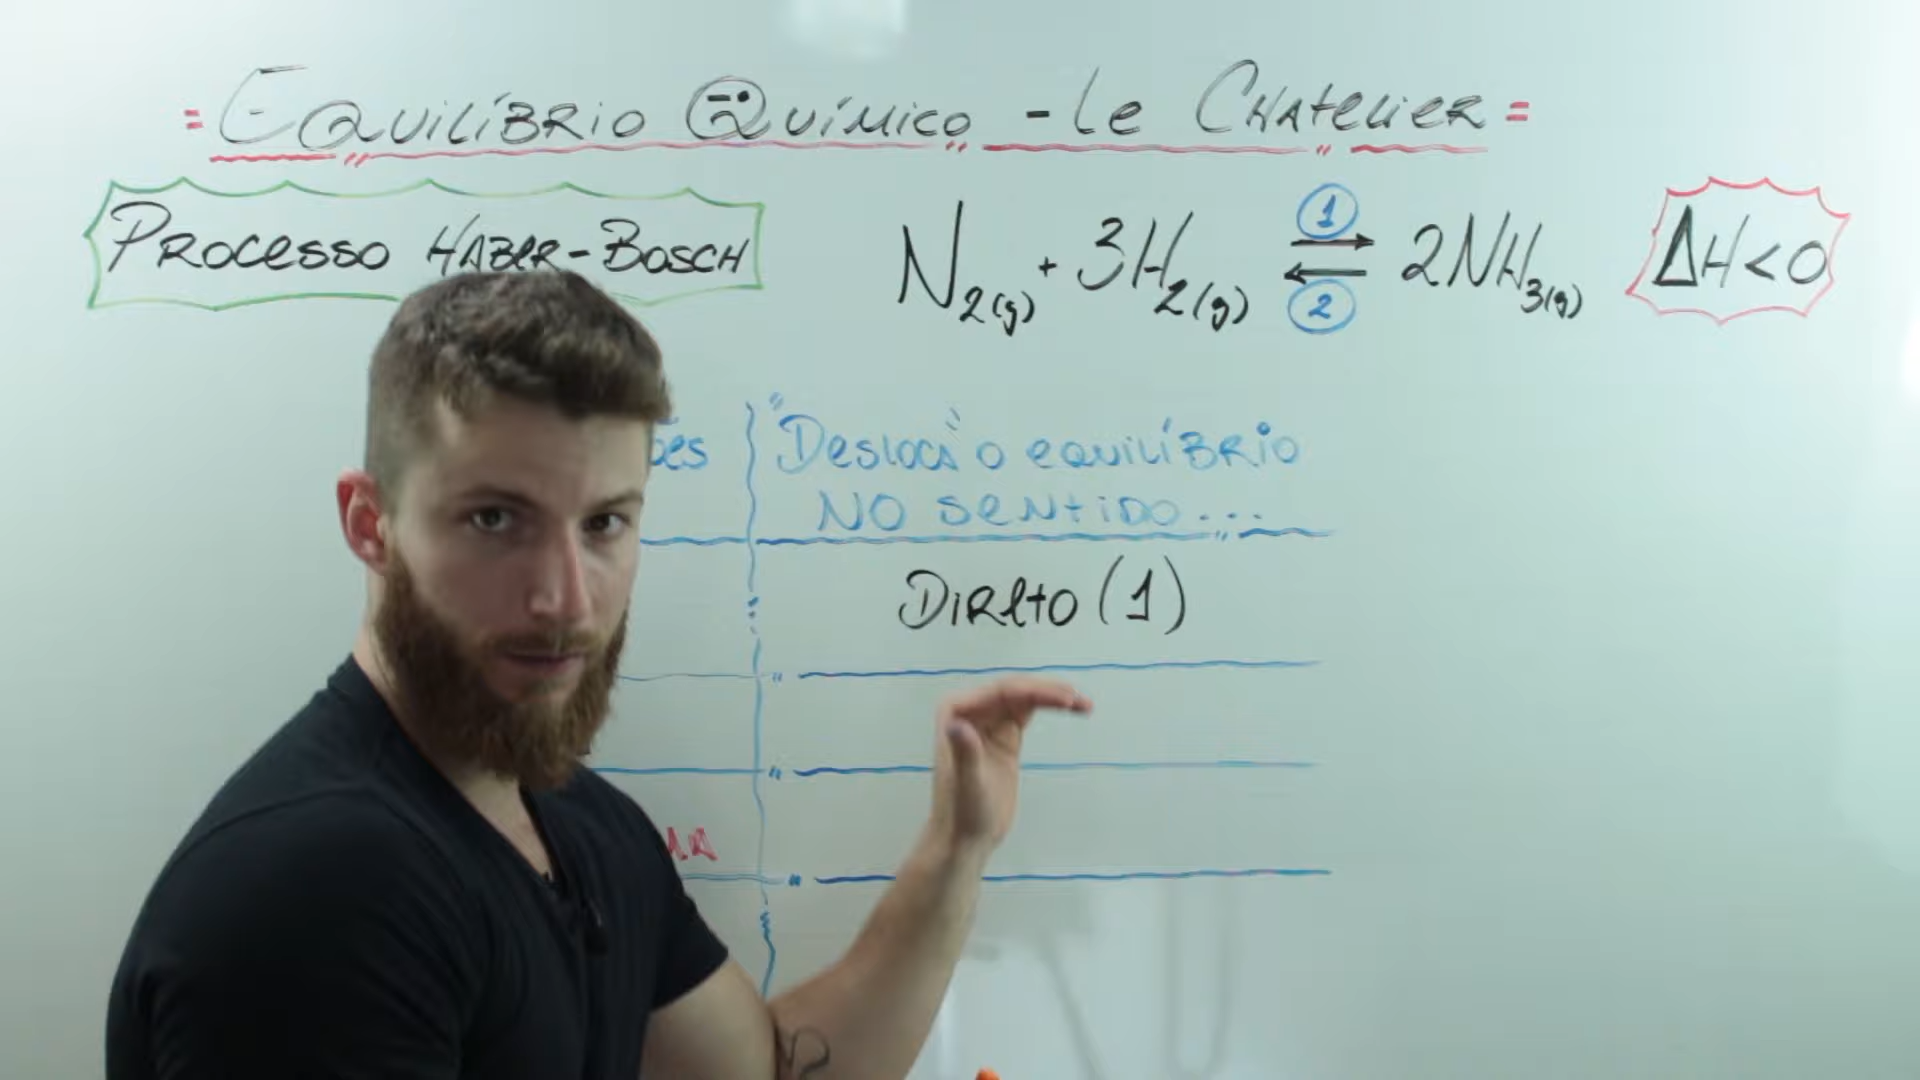 = Equilíbrio Químico - Le Chatelier =
Processo Haber-Bosch
N2(g) + 3H2(g) ⇌ 2NH3(g)
1
2
ΔH<0
"Desloca" o equilíbrio
no sentido...
Direto (1)